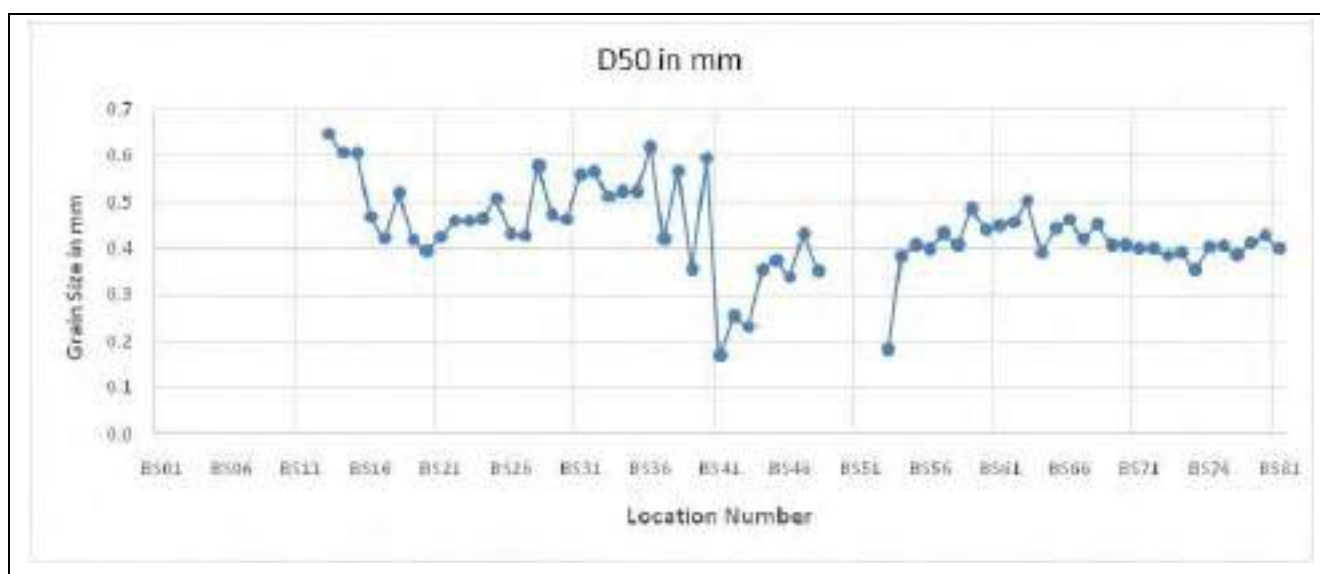 D50 in mm
Grain Size in mm
0.7
0.6
0.5
0.4
0.3
0.2
0.1
0.0
BS01 BS06 BS11 BS16 BS21 BS26 BS31 BS36 BS41 BS46 BS51 BS56 BS61 BS66 BS71 BS76 BS81
Location Number